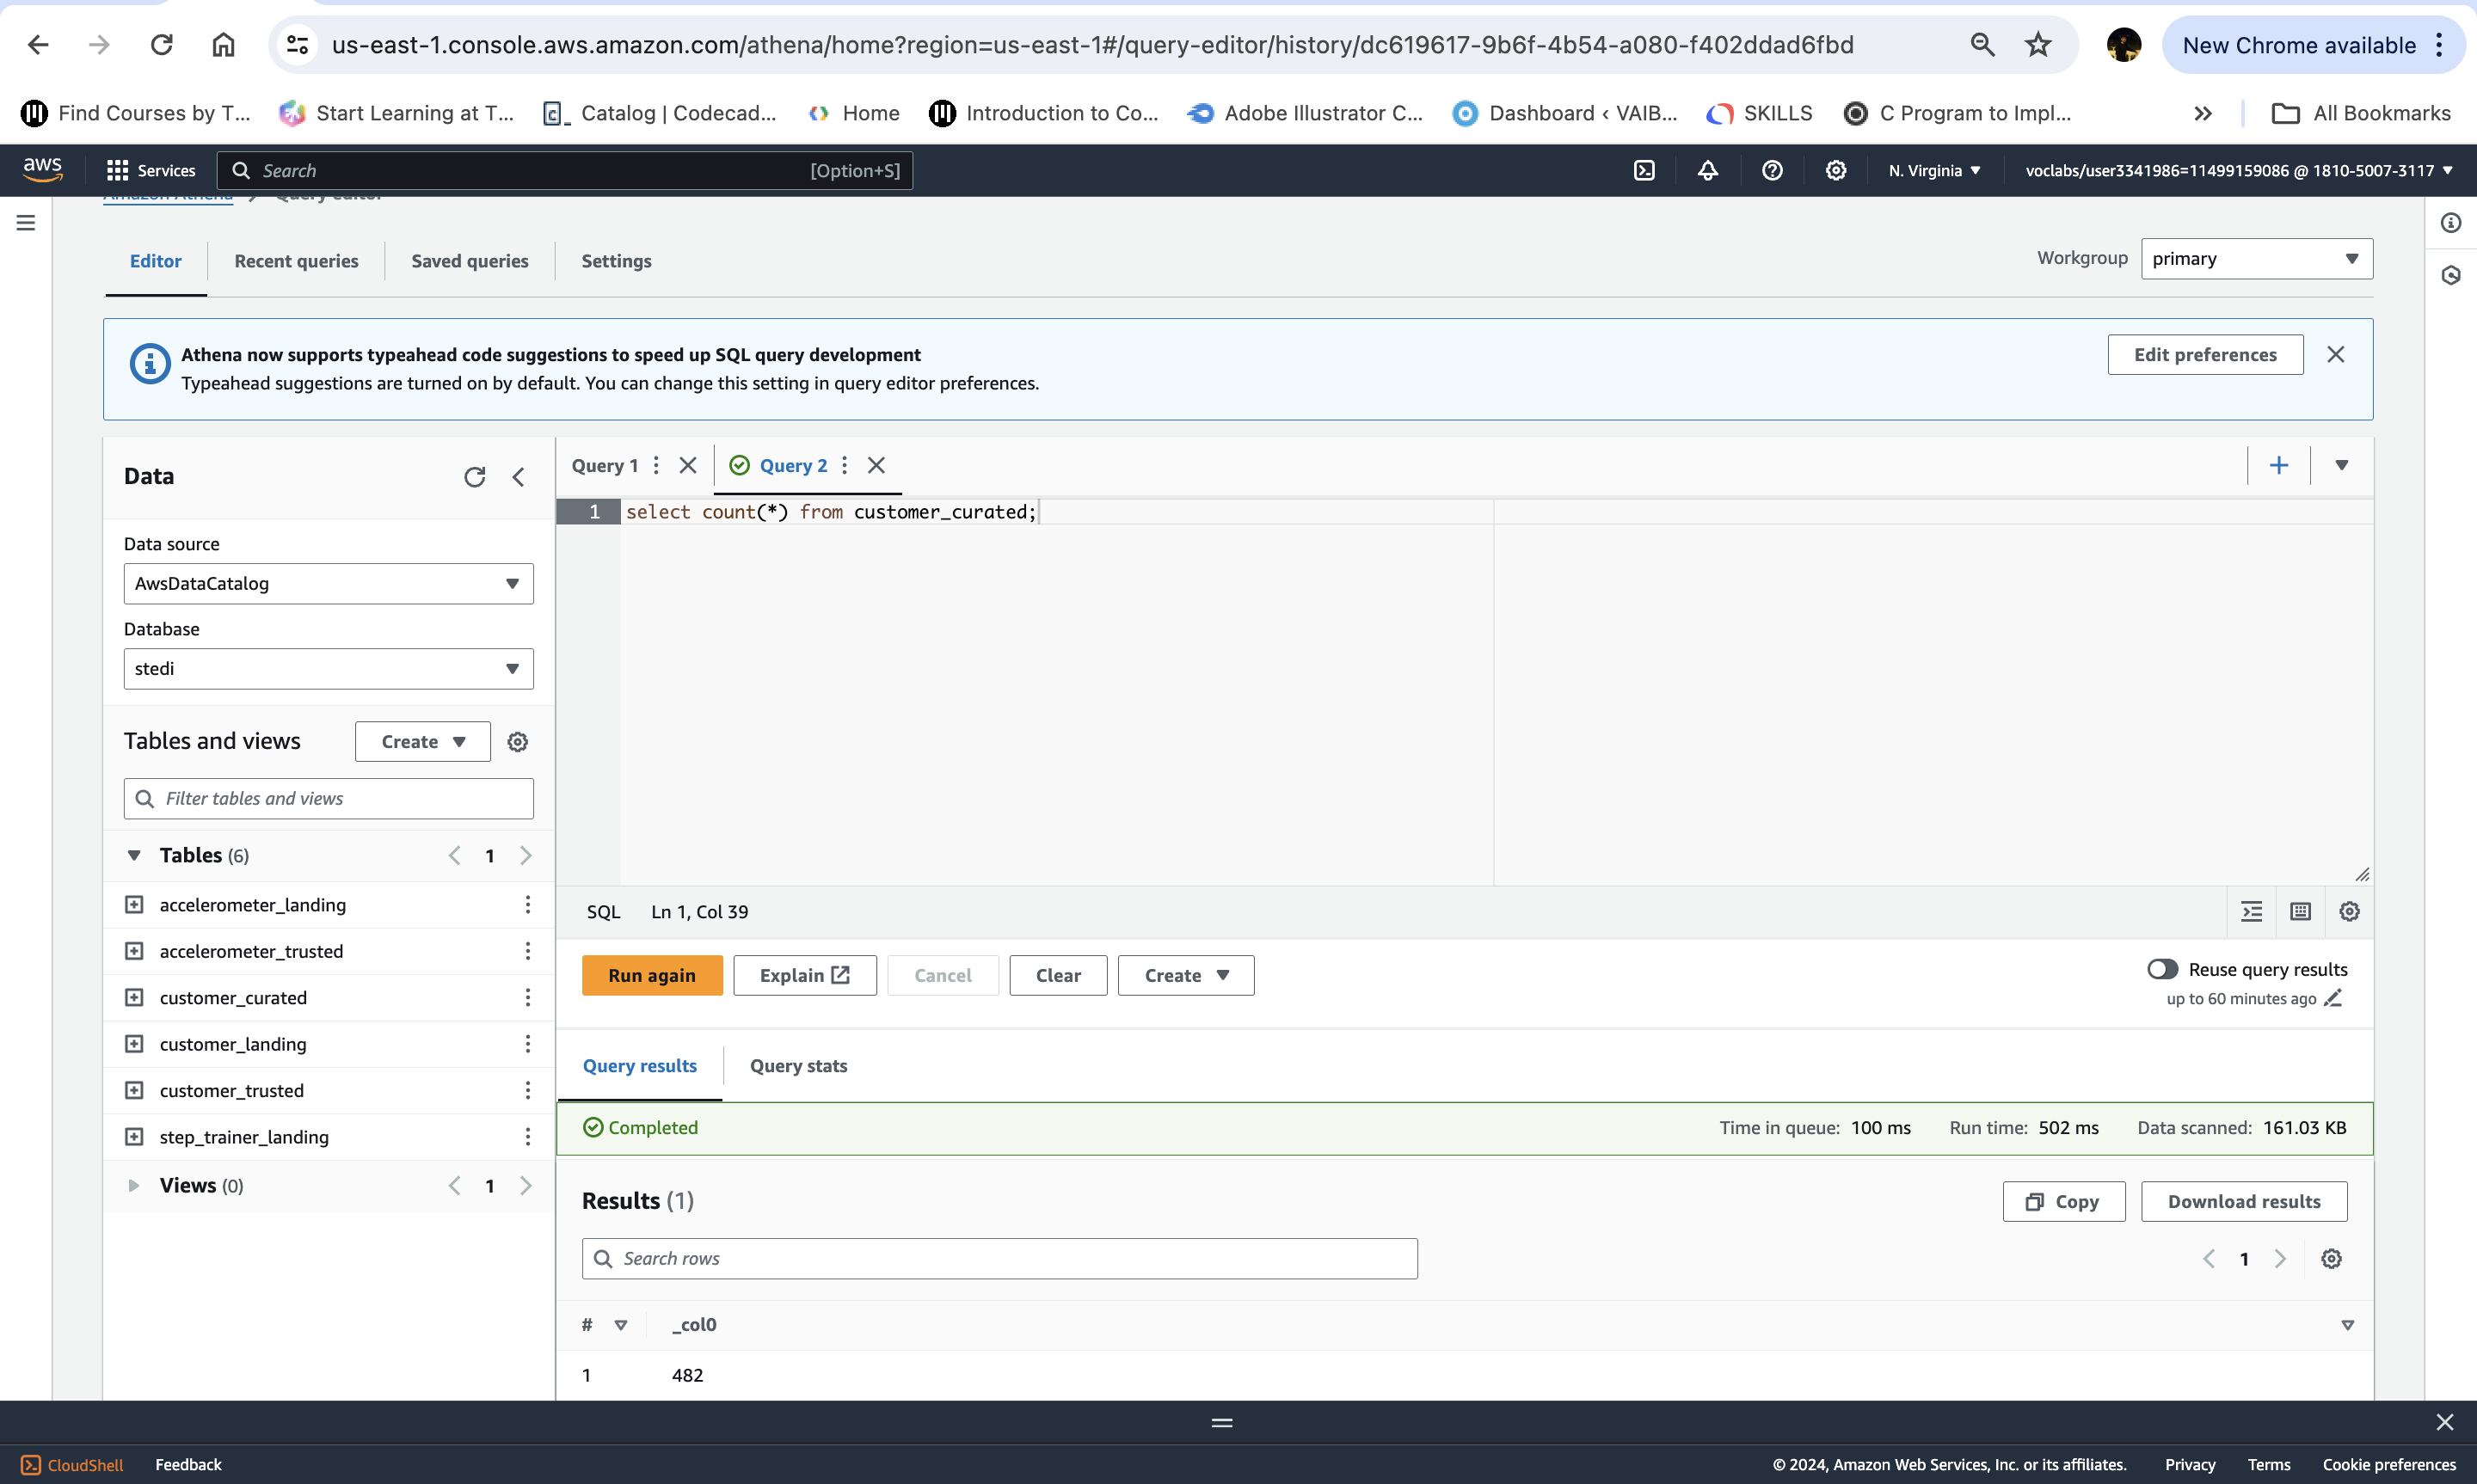 us-east-1.console.aws.amazon.com/athena/home?region=us-east-1#/query-editor/history/dc619617-9b6f-4b54-a080-f402ddad6fbd
New Chrome available
Find Courses by T...
Start Learning at T...
Catalog | Codecad...
Home
Introduction to Co...
Adobe Illustrator C...
Dashboard ‹ VAIB...
SKILLS
C Program to Impl...
All Bookmarks
aws
Services
Search
[Option+S]
N. Virginia
voclabs/user3341986=11499159086 @ 1810-5007-3117
Amazon Athena
Query editor
Editor
Recent queries
Saved queries
Settings
Workgroup
primary
Athena now supports typeahead code suggestions to speed up SQL query development
Typeahead suggestions are turned on by default. You can change this setting in query editor preferences.
Edit preferences
Data
Data source
AwsDataCatalog
Database
stedi
Tables and views
Create
Filter tables and views
Tables (6)
1
accelerometer_landing
accelerometer_trusted
customer_curated
customer_landing
customer_trusted
step_trainer_landing
Views (0)
1
Query 1
Query 2
1 select count(*) from customer_curated;
SQL
Ln 1, Col 39
Run again
Explain
Cancel
Clear
Create
Reuse query results
up to 60 minutes ago
Query results
Query stats
Completed
Time in queue: 100 ms
Run time: 502 ms
Data scanned: 161.03 KB
Results (1)
Copy
Download results
Search rows
1
# _col0
1 482
CloudShell
Feedback
© 2024, Amazon Web Services, Inc. or its affiliates.
Privacy
Terms
Cookie preferences